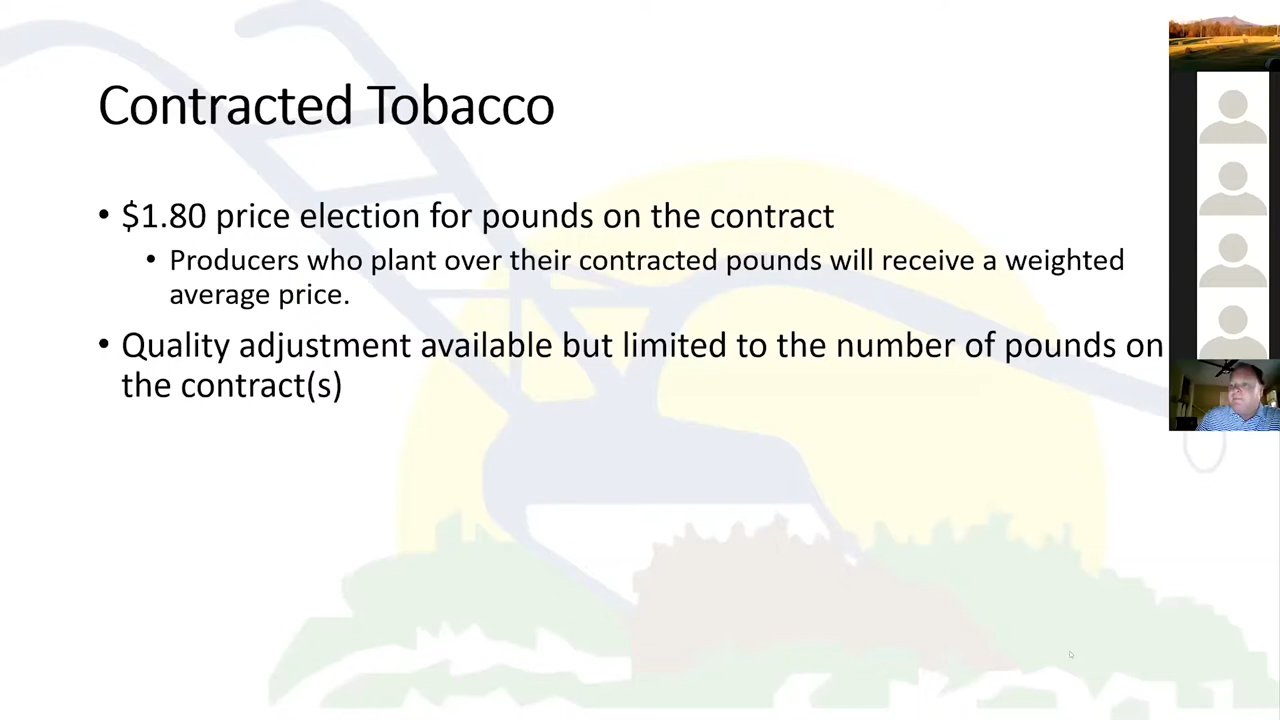 Contracted Tobacco
• $1.80 price election for pounds on the contract
• Producers who plant over their contracted pounds will receive a weighted
average price.
• Quality adjustment available but limited to the number of pounds on
the contract(s)